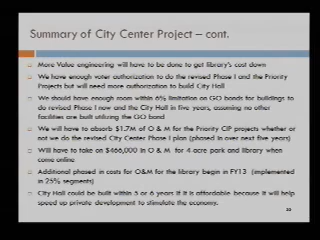 Summary of City Center Project – cont.
More Value engineering will have to be done to get library's cost down
We have enough voter authorization to do the revised Phase I and the Priority
Projects but will need more authorization to build City Hall
We should have enough room within 6% limitation on GO bonds for buildings to
do revised Phase I now and the City Hall in five years, assuming no other
facilities are built utilizing the GO bond
We will have to absorb $1.7M of O & M for the Priority CIP projects whether or
not we do the revised City Center Phase I plan (phased in over next five years)
Will have to take on $466,000 in O & M for 4-acre park and library when
come online
Additional phased in costs for O&M for the library begin in FY13 (implemented
in 25% segments)
City Hall could be built within 5 or 6 years if it is affordable because it will help
speed up private development to stimulate the economy.